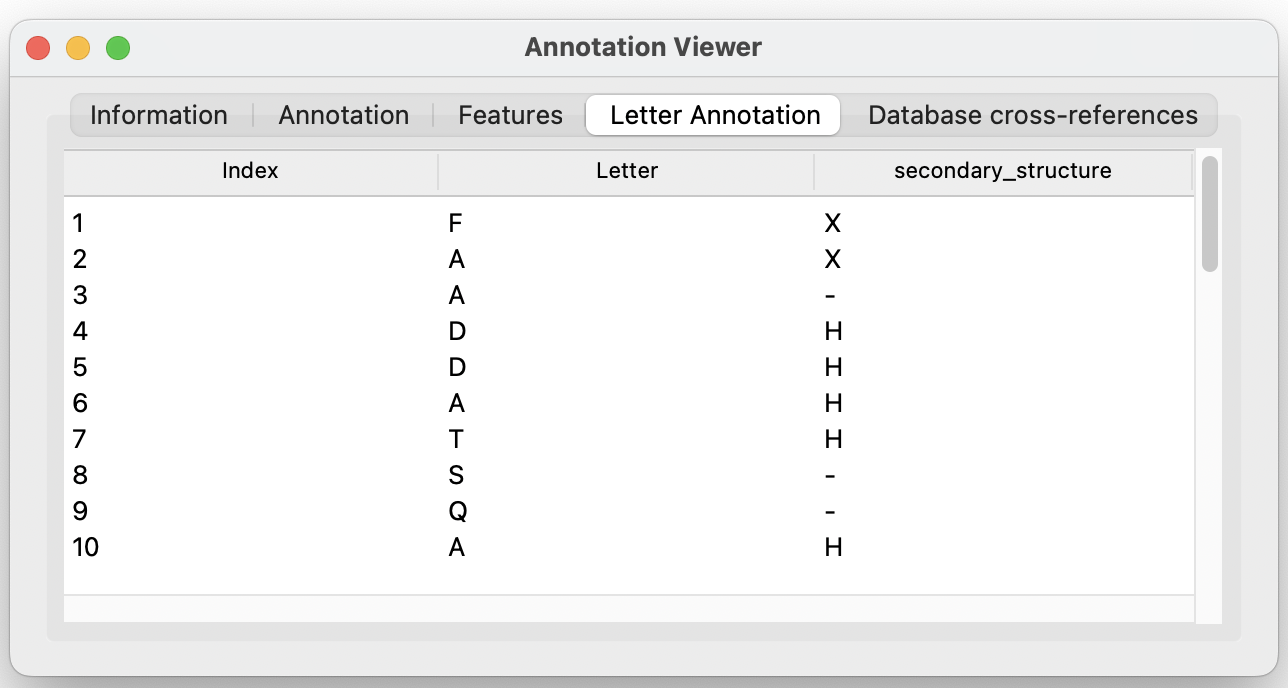 Annotation Viewer
Information Annotation Features Letter Annotation Database cross-references
Index Letter secondary_structure
1 F X
2 A X
3 A -
4 D H
5 D H
6 A H
7 T H
8 S -
9 Q -
10 A H